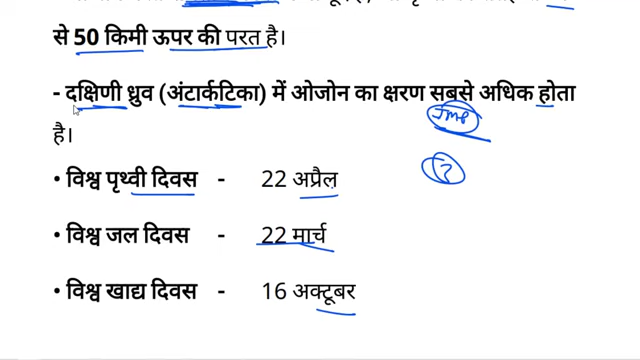 से 50 किमी ऊपर की परत है।
- दक्षिणी ध्रुव (अंटार्कटिका) में ओजोन का क्षरण सबसे अधिक होता
Imp
है।
• विश्व पृथ्वी दिवस - 22 अप्रैल
• विश्व जल दिवस - 22 मार्च
• विश्व खाद्य दिवस - 16 अक्टूबर